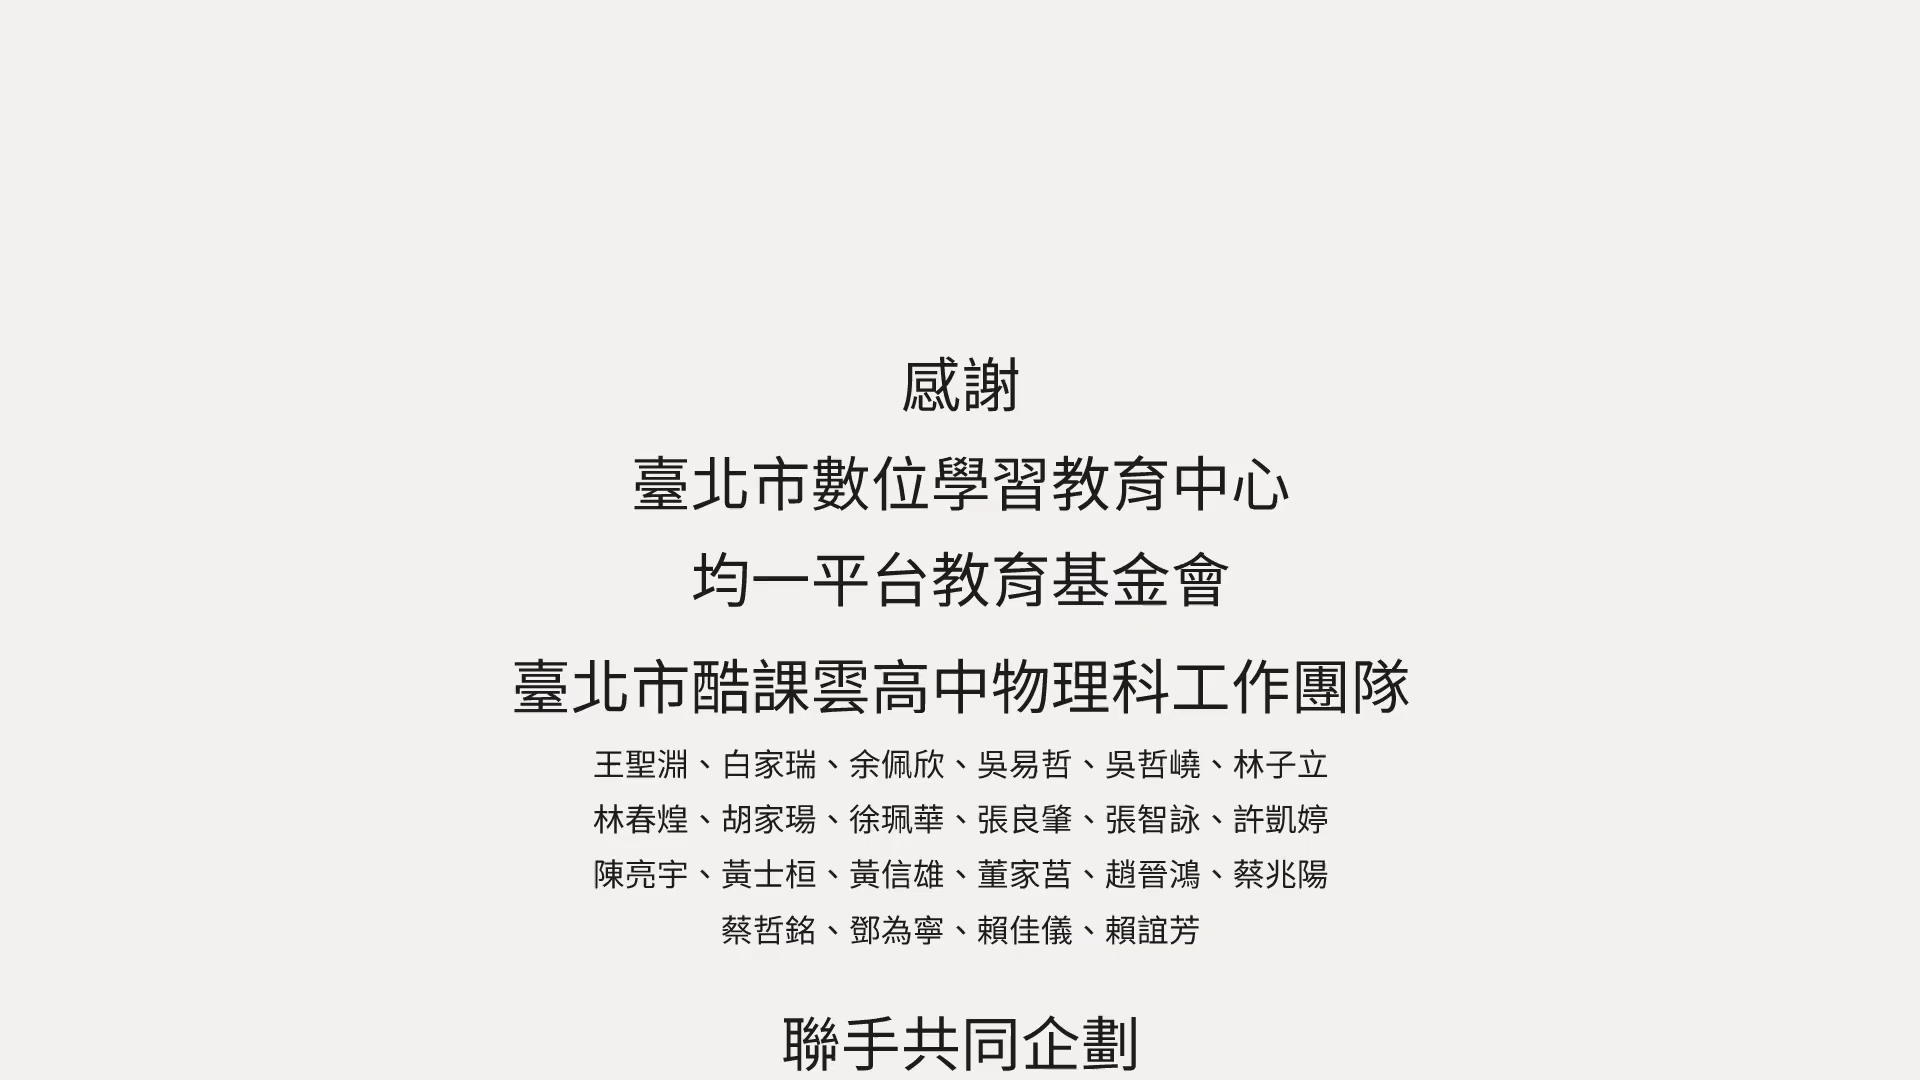 感謝
臺北市數位學習教育中心
均一平台教育基金會
臺北市酷課雲高中物理科工作團隊
王聖淵、白家瑞、余佩欣、吳易哲、吳哲嶢、林子立
林春煌、胡家瑒、徐珮華、張良肇、張智詠、許凱婷
陳亮宇、黃士桓、黃信雄、董家莒、趙晉鴻、蔡兆陽
蔡哲銘、鄧為寧、賴佳儀、賴誼芳
聯手共同企劃